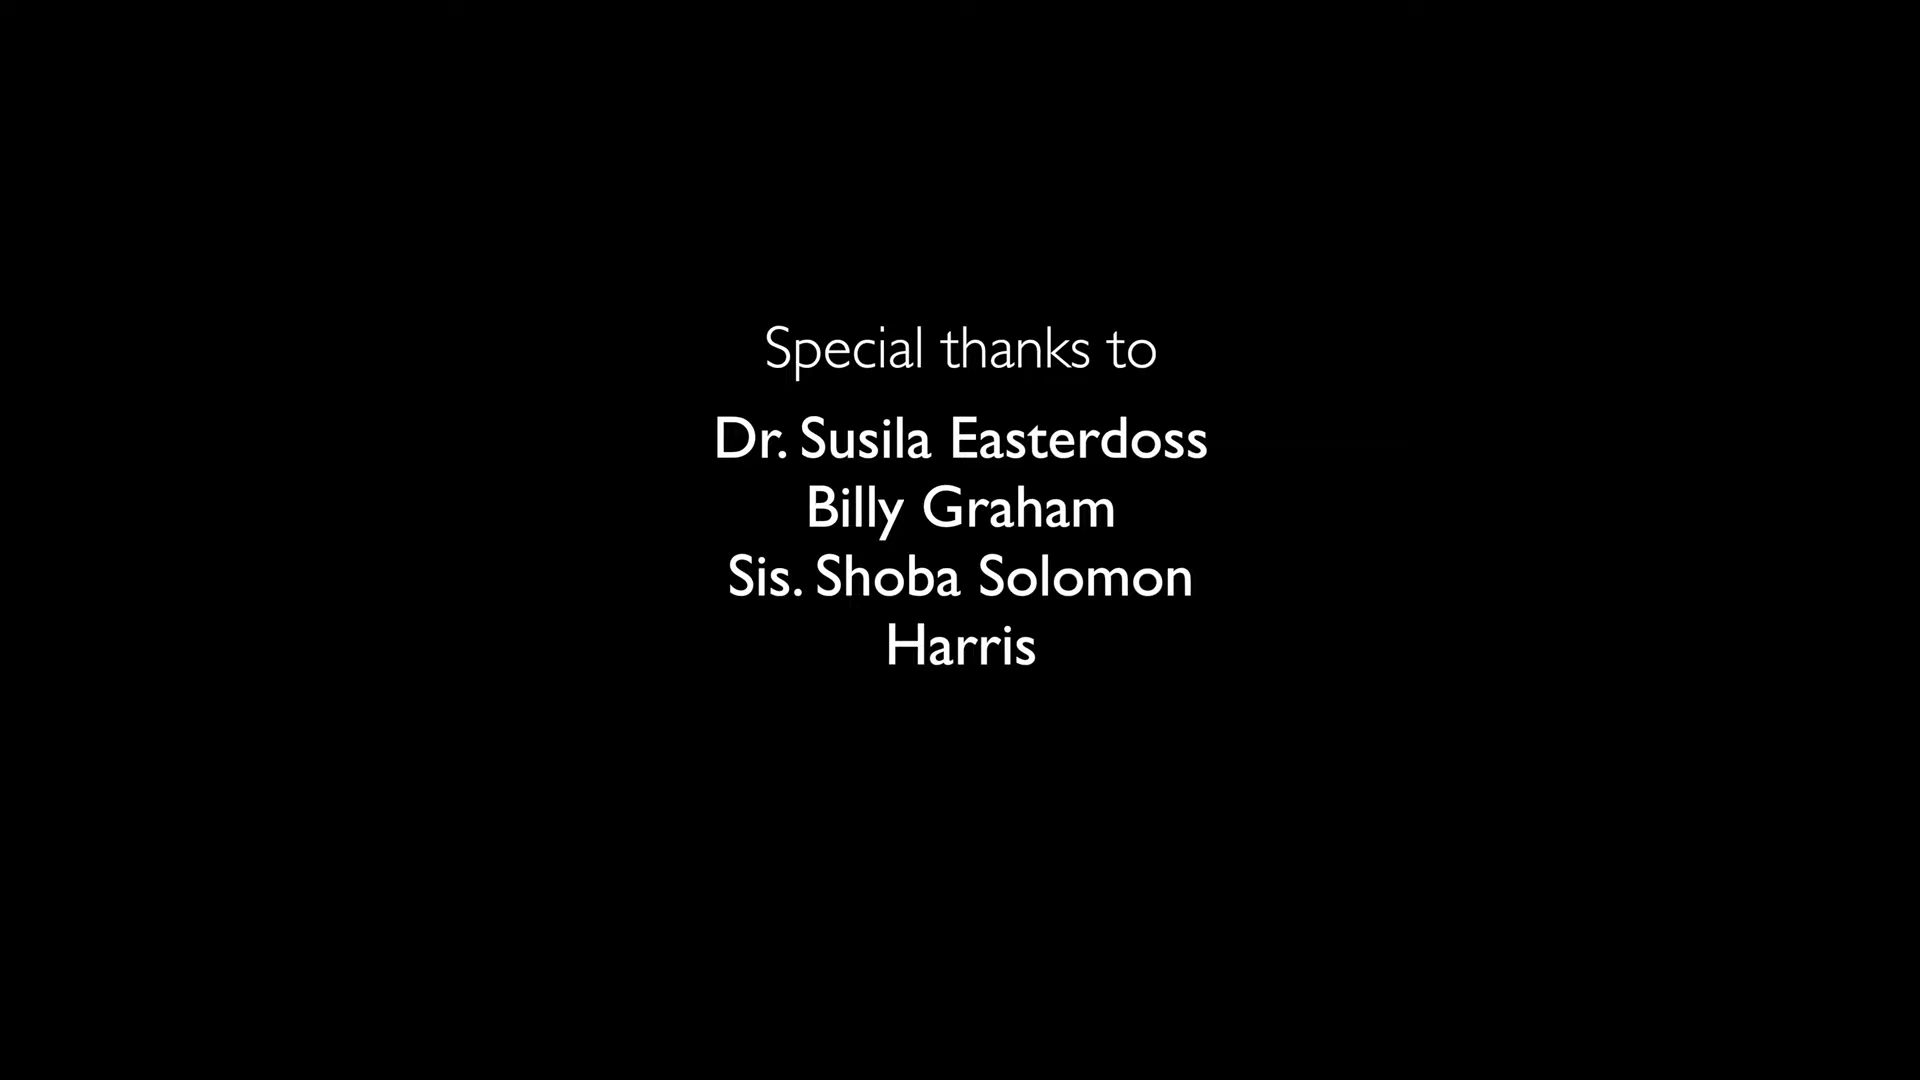 Special thanks to
Dr. Susila Easterdoss
Billy Graham
Sis. Shoba Solomon
Harris